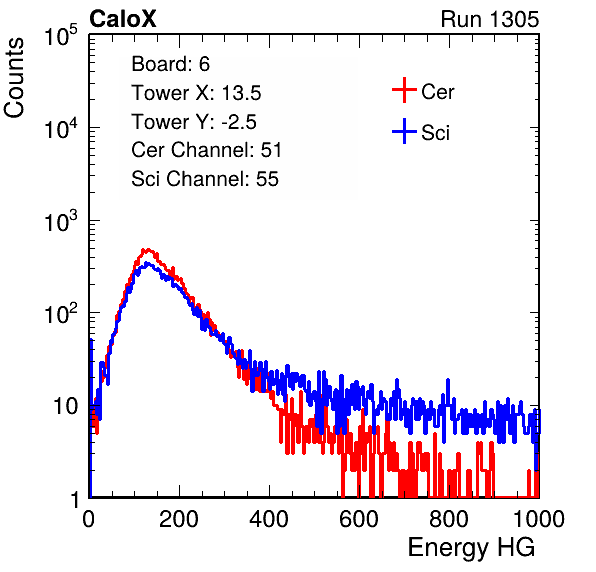 CaloX Run 1305
Counts
Board: 6
Tower X: 13.5
Tower Y: -2.5
Cer Channel: 51
Sci Channel: 55
Cer
Sci
10^5
10^4
10^3
10^2
10
1
0 200 400 600 800 1000
Energy HG